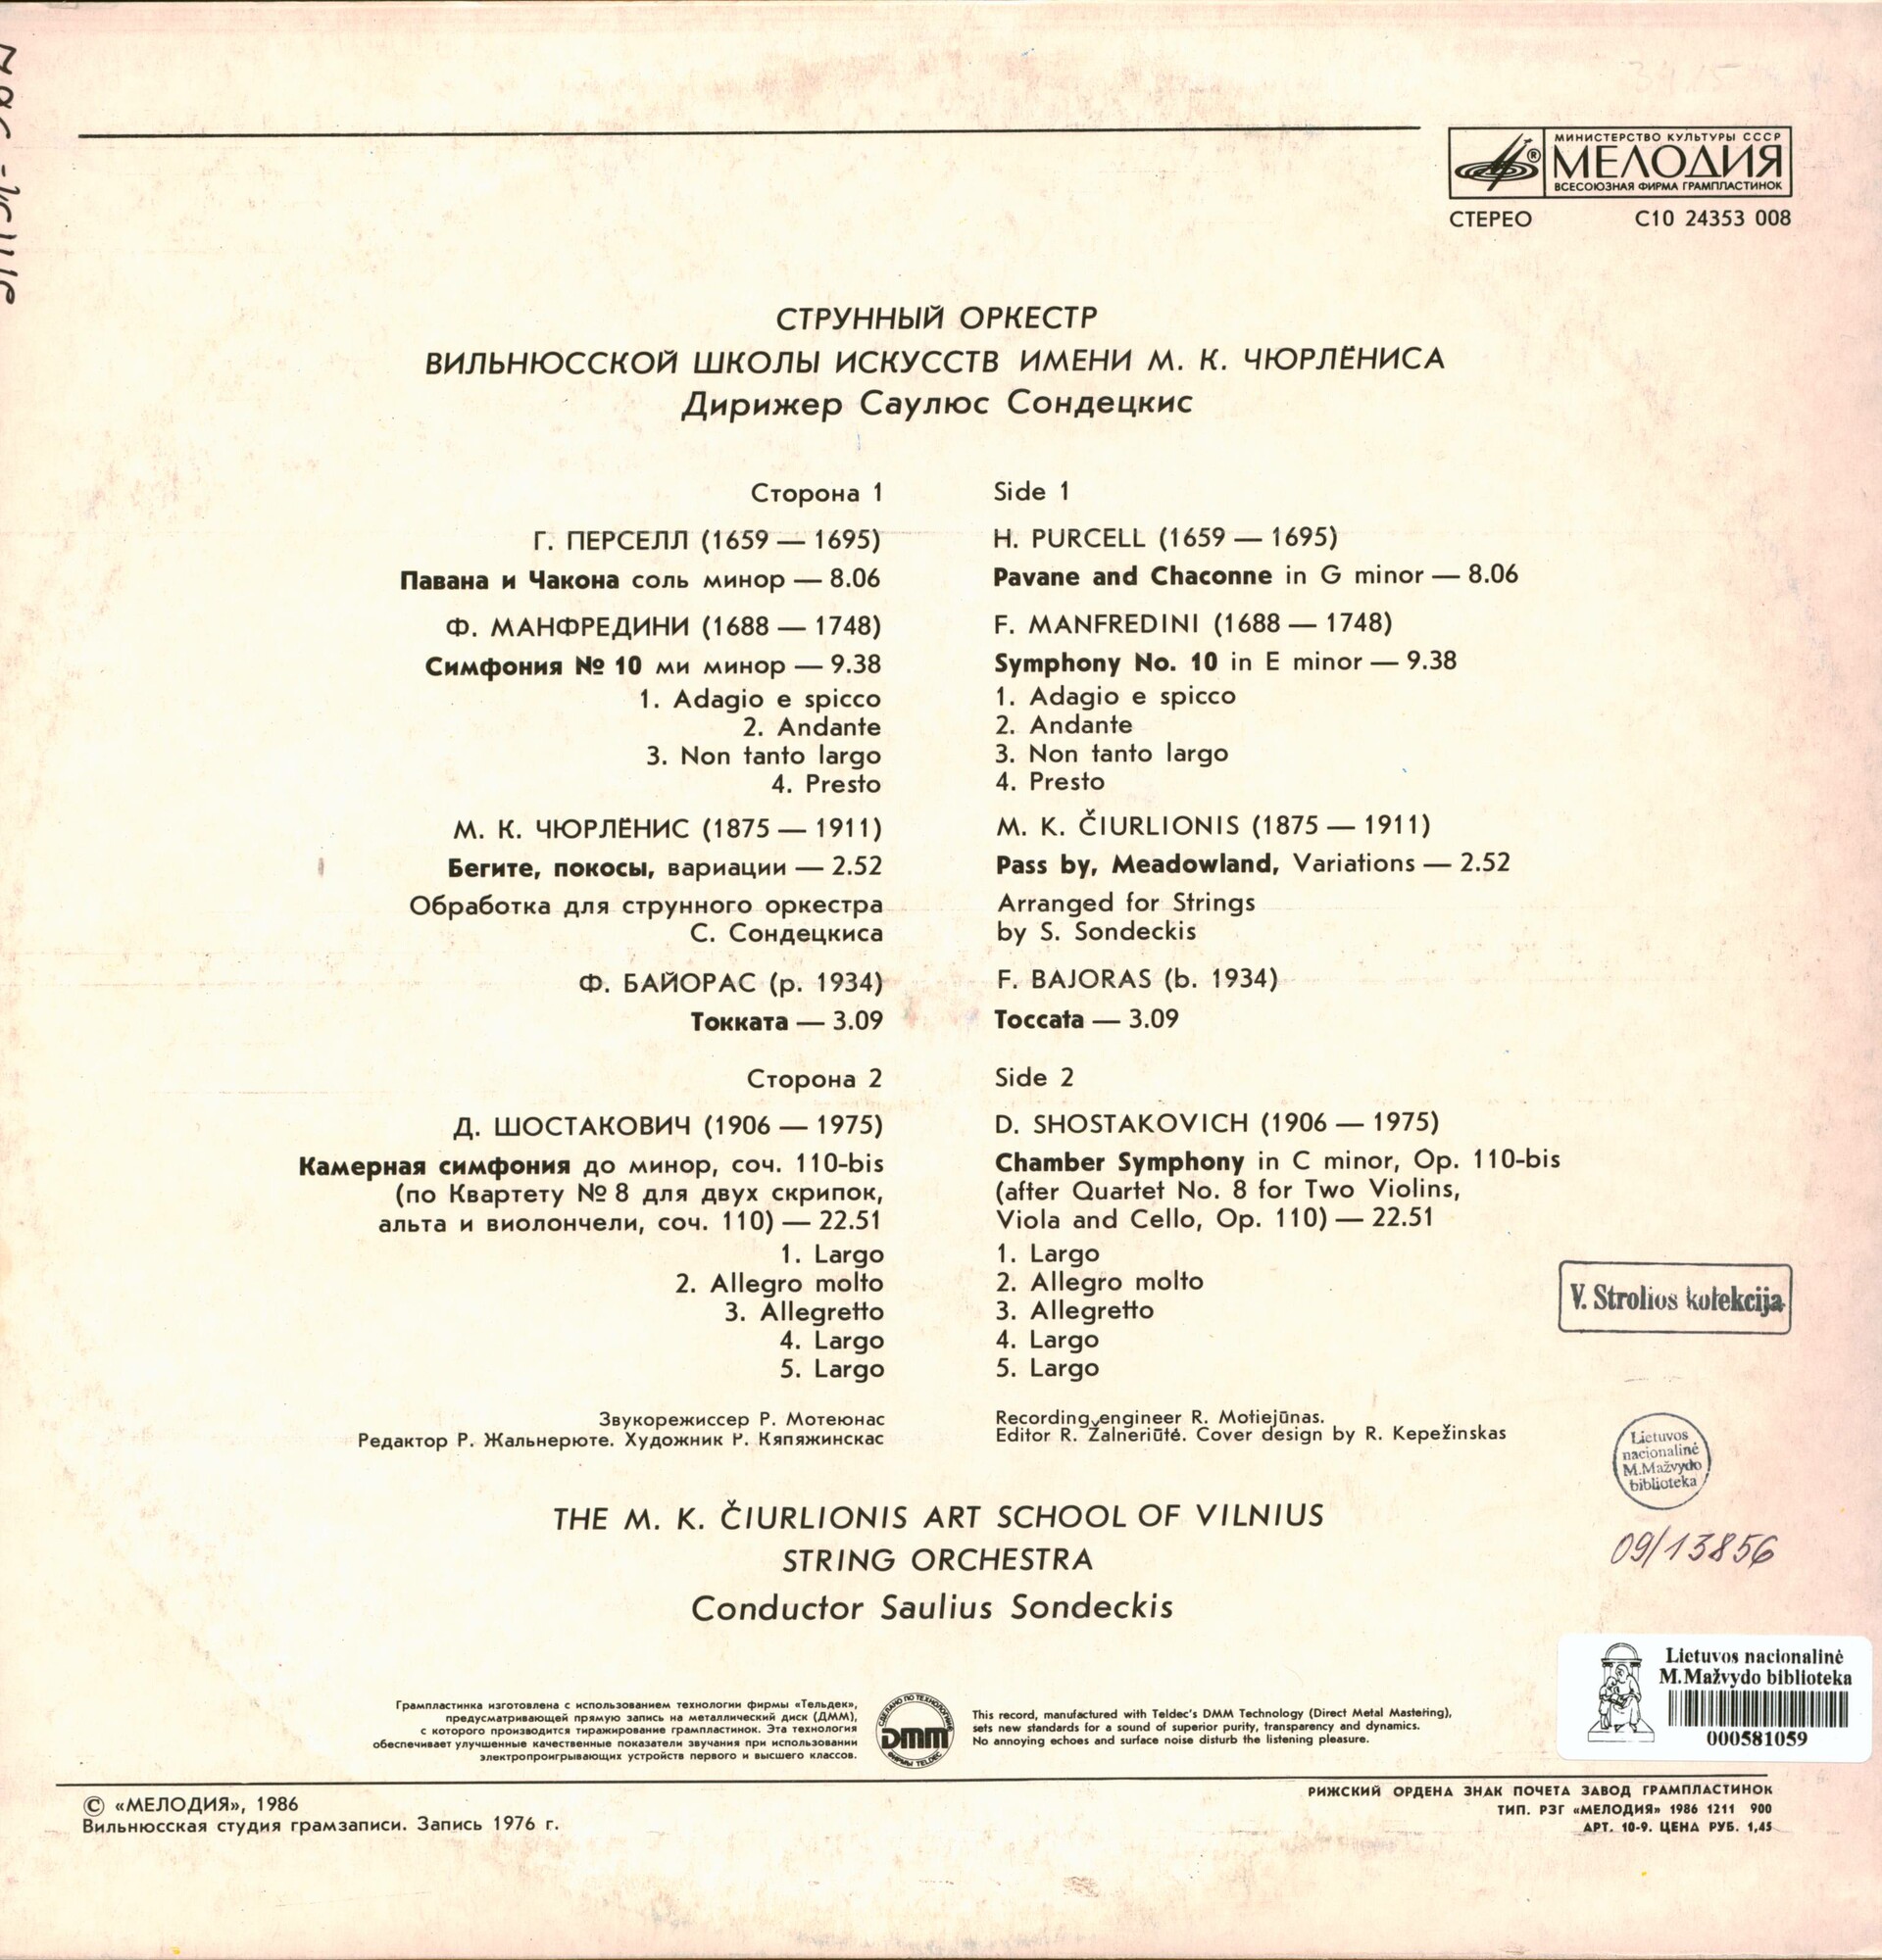 МИНИСТЕРСТВО КУЛЬТУРЫ СССР
МЕЛОДИЯ
ВСЕСОЮЗНАЯ ФИРМА ГРАМПЛАСТИНОК
СТЕРЕО С10 24353 008
СТРУННЫЙ ОРКЕСТР
ВИЛЬНЮССКОЙ ШКОЛЫ ИСКУССТВ ИМЕНИ М. К. ЧЮРЛЁНИСА
Дирижер Саулюс Сондецкис
Сторона 1
Г. ПЕРСЕЛЛ (1659 — 1695)
Павана и Чакона соль минор — 8.06
Ф. МАНФРЕДИНИ (1688 — 1748)
Симфония № 10 ми минор — 9.38
1. Adagio e spicco
2. Andante
3. Non tanto largo
4. Presto
М. К. ЧЮРЛЁНИС (1875 — 1911)
Бегите, покосы, вариации — 2.52
Обработка для струнного оркестра
С. Сондецкиса
Ф. БАЙОРАС (р. 1934)
Токката — 3.09
Сторона 2
Д. ШОСТАКОВИЧ (1906 — 1975)
Камерная симфония до минор, соч. 110-bis
(по Квартету № 8 для двух скрипок,
альта и виолончели, соч. 110) — 22.51
1. Largo
2. Allegro molto
3. Allegretto
4. Largo
5. Largo
Звукорежиссер Р. Мотеюнас
Редактор Р. Жальнерюте. Художник Р. Кяпяжинскас
Side 1
H. PURCELL (1659 — 1695)
Pavane and Chaconne in G minor — 8.06
F. MANFREDINI (1688 — 1748)
Symphony No. 10 in E minor — 9.38
1. Adagio e spicco
2. Andante
3. Non tanto largo
4. Presto
M. K. ČIURLIONIS (1875 — 1911)
Pass by, Meadowland, Variations — 2.52
Arranged for Strings
by S. Sondeckis
F. BAJORAS (b. 1934)
Toccata — 3.09
Side 2
D. SHOSTAKOVICH (1906 — 1975)
Chamber Symphony in C minor, Op. 110-bis
(after Quartet No. 8 for Two Violins,
Viola and Cello, Op. 110) — 22.51
1. Largo
2. Allegro molto
3. Allegretto
4. Largo
5. Largo
Recording engineer R. Motiejūnas.
Editor R. Žalneriūtė. Cover design by R. Kepežinskas
V. Strolios kolekcija
Lietuvos
nacionalinė
M.Mažvydo
biblioteka
09/13856
THE M. K. ČIURLIONIS ART SCHOOL OF VILNIUS
STRING ORCHESTRA
Conductor Saulius Sondeckis
Lietuvos nacionalinė
M.Mažvydo biblioteka
000581059
Грампластинка изготовлена с использованием технологии фирмы «Тельдек»,
предусматривающей прямую запись на металлический диск (ДММ),
с которого производится тиражирование грампластинок. Эта технология
обеспечивает улучшенные качественные показатели звучания при использовании
электропроигрывающих устройств первого и высшего классов.
СДЕЛАНО ПО ТЕХНОЛОГИИ
DMM
ФИРМЫ TELDEC
This record, manufactured with Teldec's DMM Technology (Direct Metal Mastering),
sets new standards for a sound of superior purity, transparency and dynamics.
No annoying echoes and surface noise disturb the listening pleasure.
© «МЕЛОДИЯ», 1986
Вильнюсская студия грамзаписи. Запись 1976 г.
РИЖСКИЙ ОРДЕНА ЗНАК ПОЧЕТА ЗАВОД ГРАМПЛАСТИНОК
ТИП. РЗГ «МЕЛОДИЯ» 1986 1211 900
АРТ. 10-9. ЦЕНА РУБ. 1,45